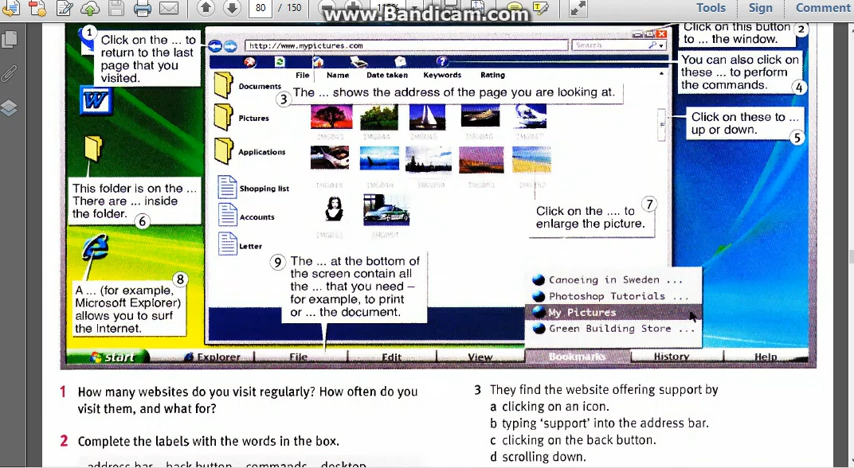 80 / 150
www.Bandicam.com
Tools Sign Comment
1
Click on the ... to
return to the last
page that you
visited.
http://www.mypictures.com
Search
Click on this button
to ... the window.
2
You can also click on
these ... to perform
the commands.
4
File Name Date taken Keywords Rating
Documents
3
The ... shows the address of the page you are looking at.
Pictures
Click on these to ...
up or down.
5
Applications
This folder is on the ...
There are ... inside
the folder.
6
Shopping list
Accounts
Letter
Click on the .... to
enlarge the picture.
7
9
The ... at the bottom of
the screen contain all
the ... that you need –
for example, to print
or ... the document.
8
A ... (for example,
Microsoft Explorer)
allows you to surf
the Internet.
Canoeing in Sweden ...
Photoshop Tutorials ...
My Pictures
Green Building Store ...
start Explorer File Edit View Bookmarks History Help
1 How many websites do you visit regularly? How often do you
visit them, and what for?
2 Complete the labels with the words in the box.
address bar back button commands desktop
3 They find the website offering support by
a clicking on an icon.
b typing ‘support’ into the address bar.
c clicking on the back button.
d scrolling down.